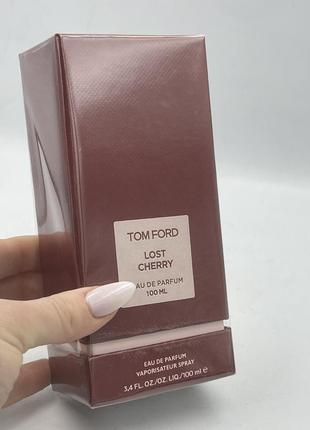 TOM FORD
LOST
CHERRY
EAU DE PARFUM
100 ML
EAU DE PARFUM
VAPORISATEUR SPRAY
3,4 FL.OZ./OZ.LIQ./100 ml e